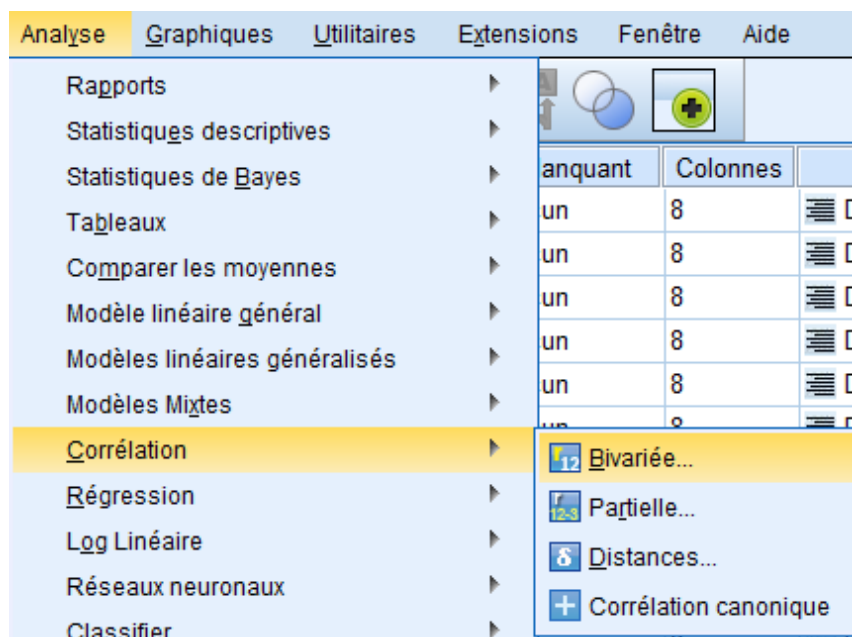 Analyse Graphiques Utilitaires Extensions Fenêtre Aide
Rapports
Statistiques descriptives
Statistiques de Bayes
Tableaux
Comparer les moyennes
Modèle linéaire général
Modèles linéaires généralisés
Modèles Mixtes
Corrélation
Régression
Log Linéaire
Réseaux neuronaux
Classifier
anquant Colonnes
un 8
un 8
un 8
un 8
un 8
Bivariée...
Partielle...
Distances...
Corrélation canonique